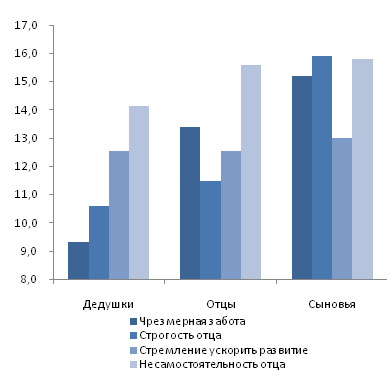 17,0
16,0
15,0
14,0
13,0
12,0
11,0
10,0
9,0
8,0
Дедушки Отцы Сыновья
Чрезмерная забота
Строгость отца
Стремление ускорить развитие
Несамостоятельность отца